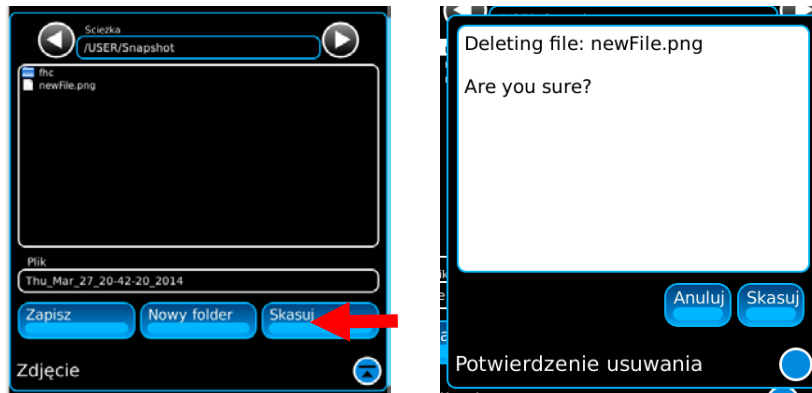 Scieżka
/USER/Snapshot
fhc
newFile.png
Plik
Thu_Mar_27_20-42-20_2014
Zapisz Nowy folder Skasuj
Zdjęcie
Deleting file: newFile.png
Are you sure?
Anuluj Skasuj
Potwierdzenie usuwania